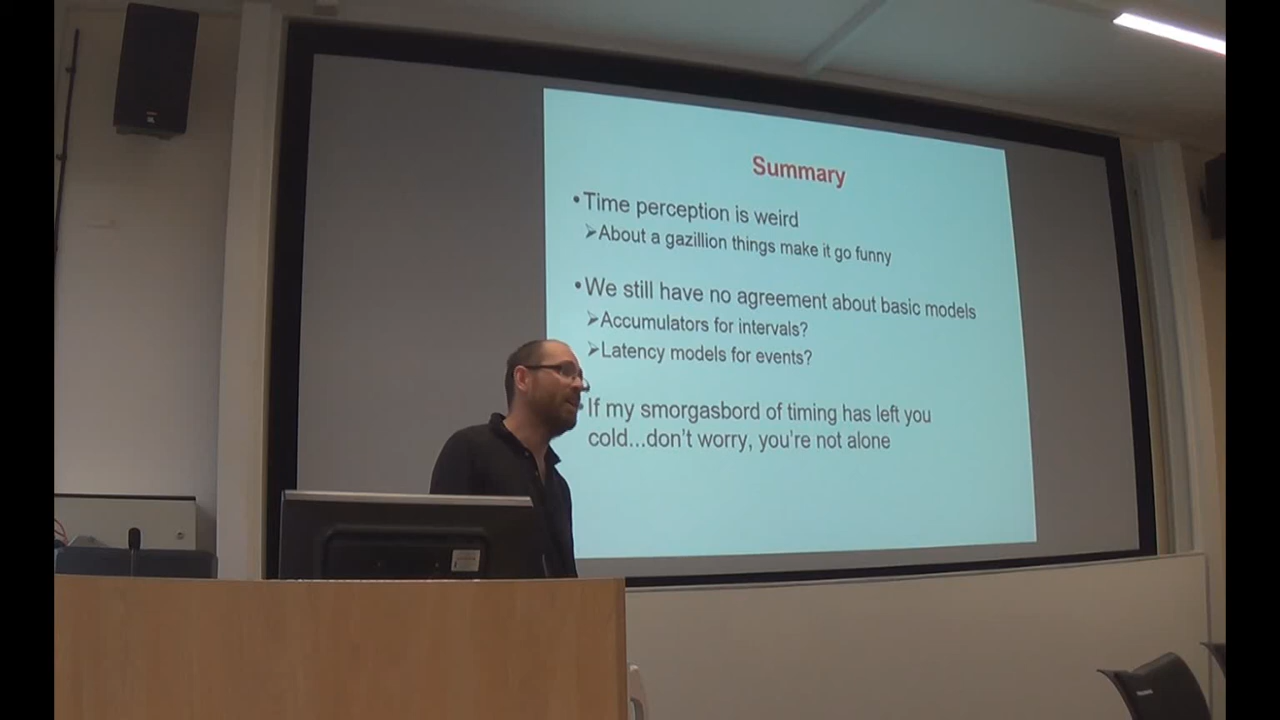 Summary
•Time perception is weird
➢About a gazillion things make it go funny
•We still have no agreement about basic models
➢Accumulators for intervals?
➢Latency models for events?
•If my smorgasbord of timing has left you
cold...don't worry, you're not alone